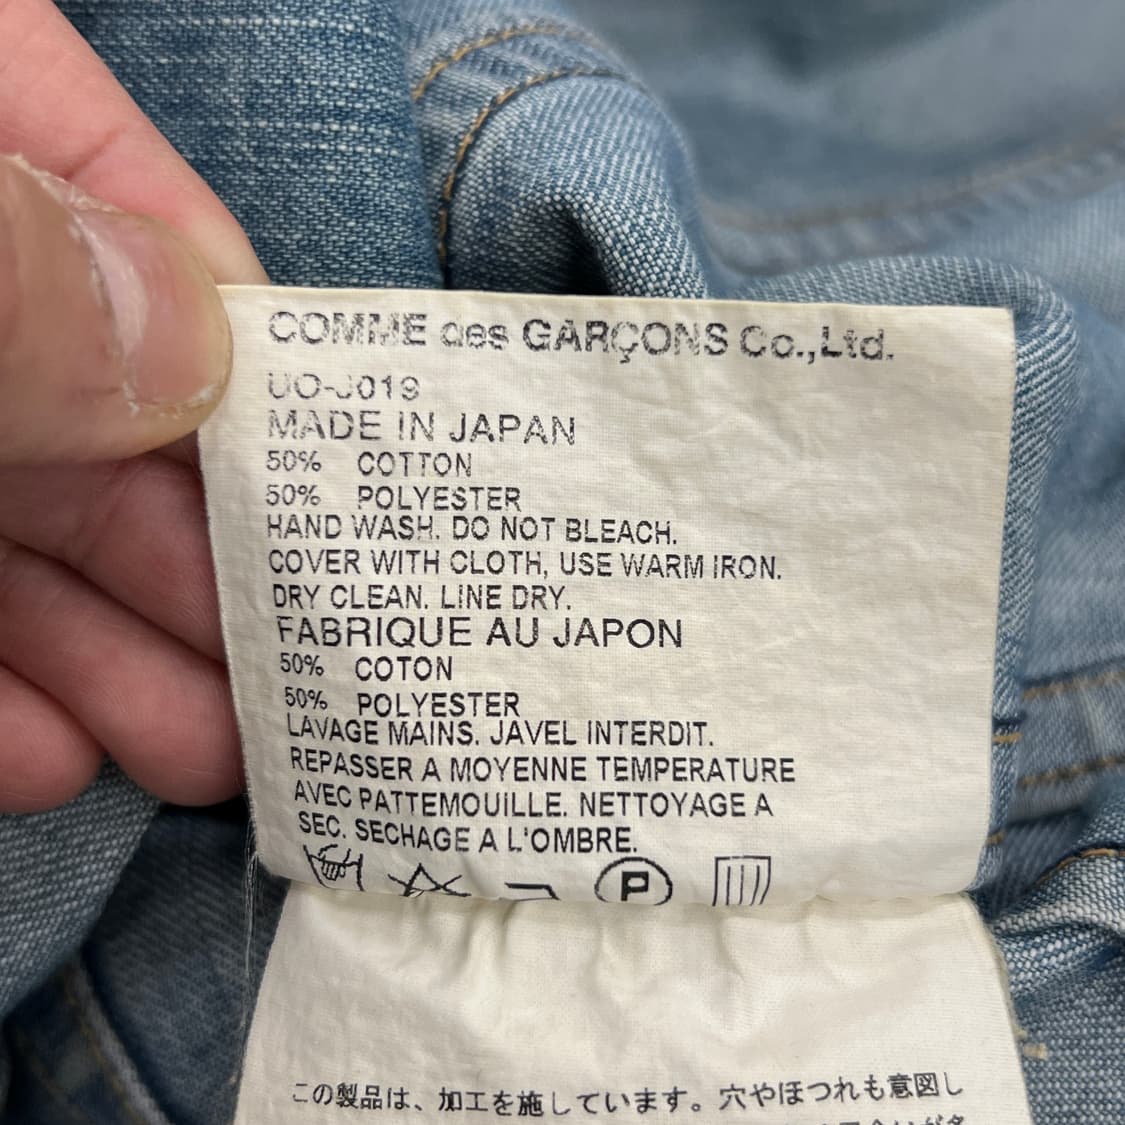 COMME des GARÇONS Co.,Ltd.
UO-J019
MADE IN JAPAN
50% COTTON
50% POLYESTER
HAND WASH. DO NOT BLEACH.
COVER WITH CLOTH, USE WARM IRON.
DRY CLEAN. LINE DRY.
FABRIQUE AU JAPON
50% COTON
50% POLYESTER
LAVAGE MAINS. JAVEL INTERDIT.
REPASSER A MOYENNE TEMPERATURE
AVEC PATTEMOUILLE. NETTOYAGE A
SEC. SECHAGE A L'OMBRE.
P
この製品は、加工を施しています。穴やほつれも意図し